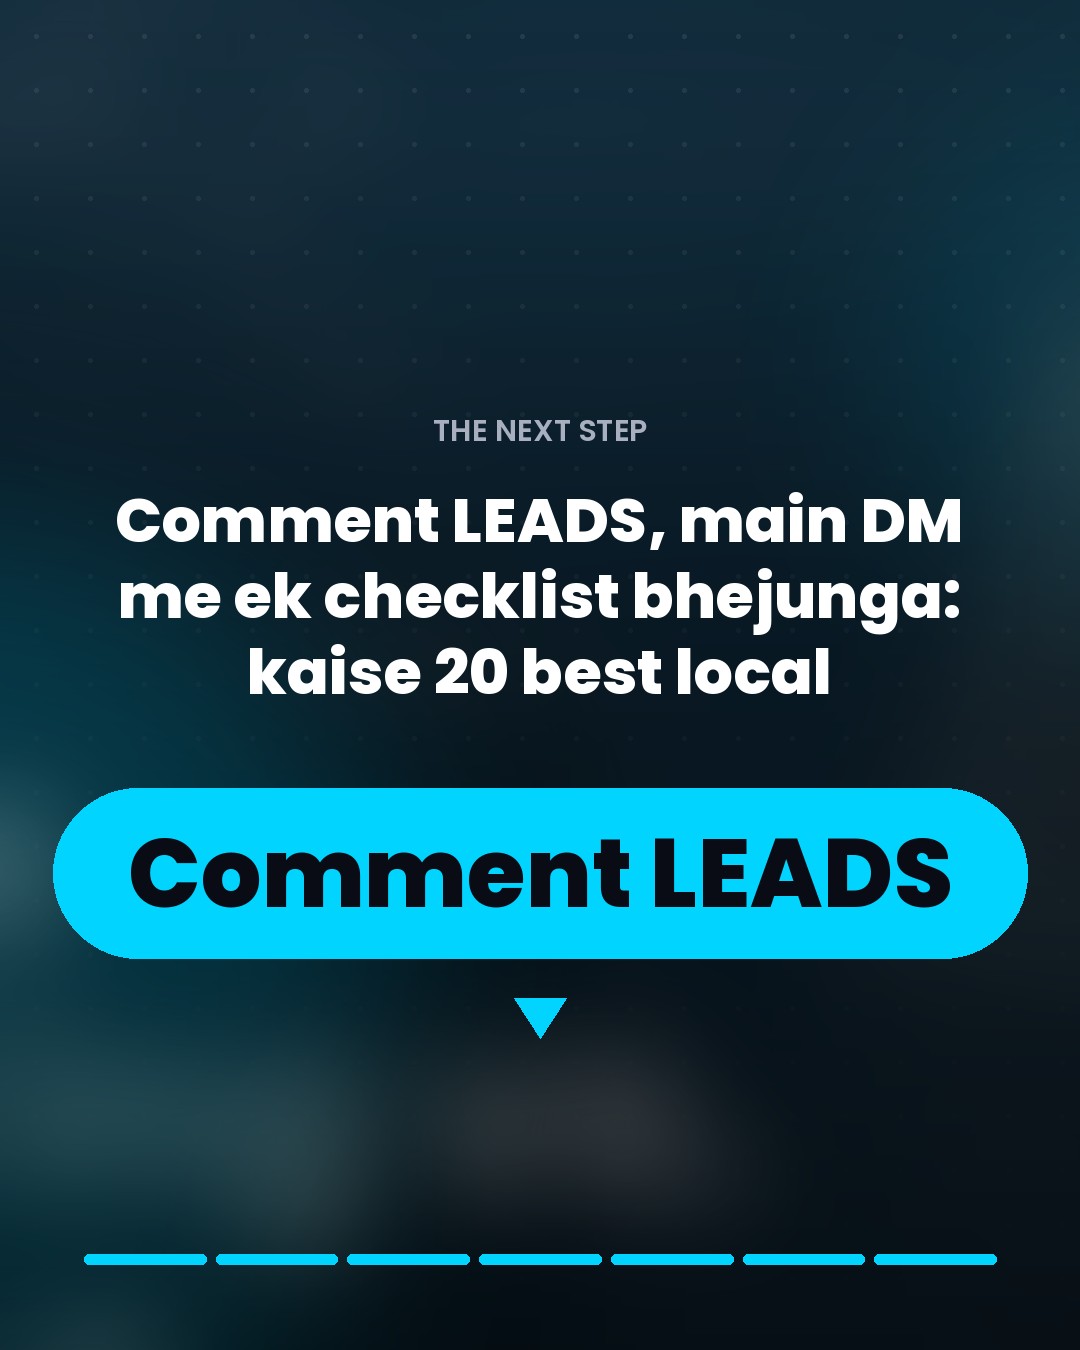 THE NEXT STEP
Comment LEADS, main DM
me ek checklist bhejunga:
kaise 20 best local
Comment LEADS